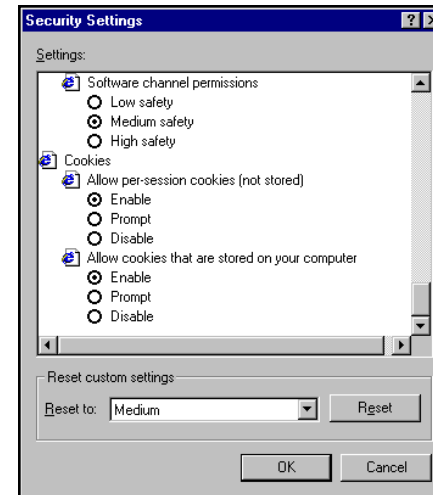 Security Settings
Settings:
Software channel permissions
Low safety
Medium safety
High safety
Cookies
Allow per-session cookies (not stored)
Enable
Prompt
Disable
Allow cookies that are stored on your computer
Enable
Prompt
Disable
Reset custom settings
Reset to: Medium Reset
OK Cancel